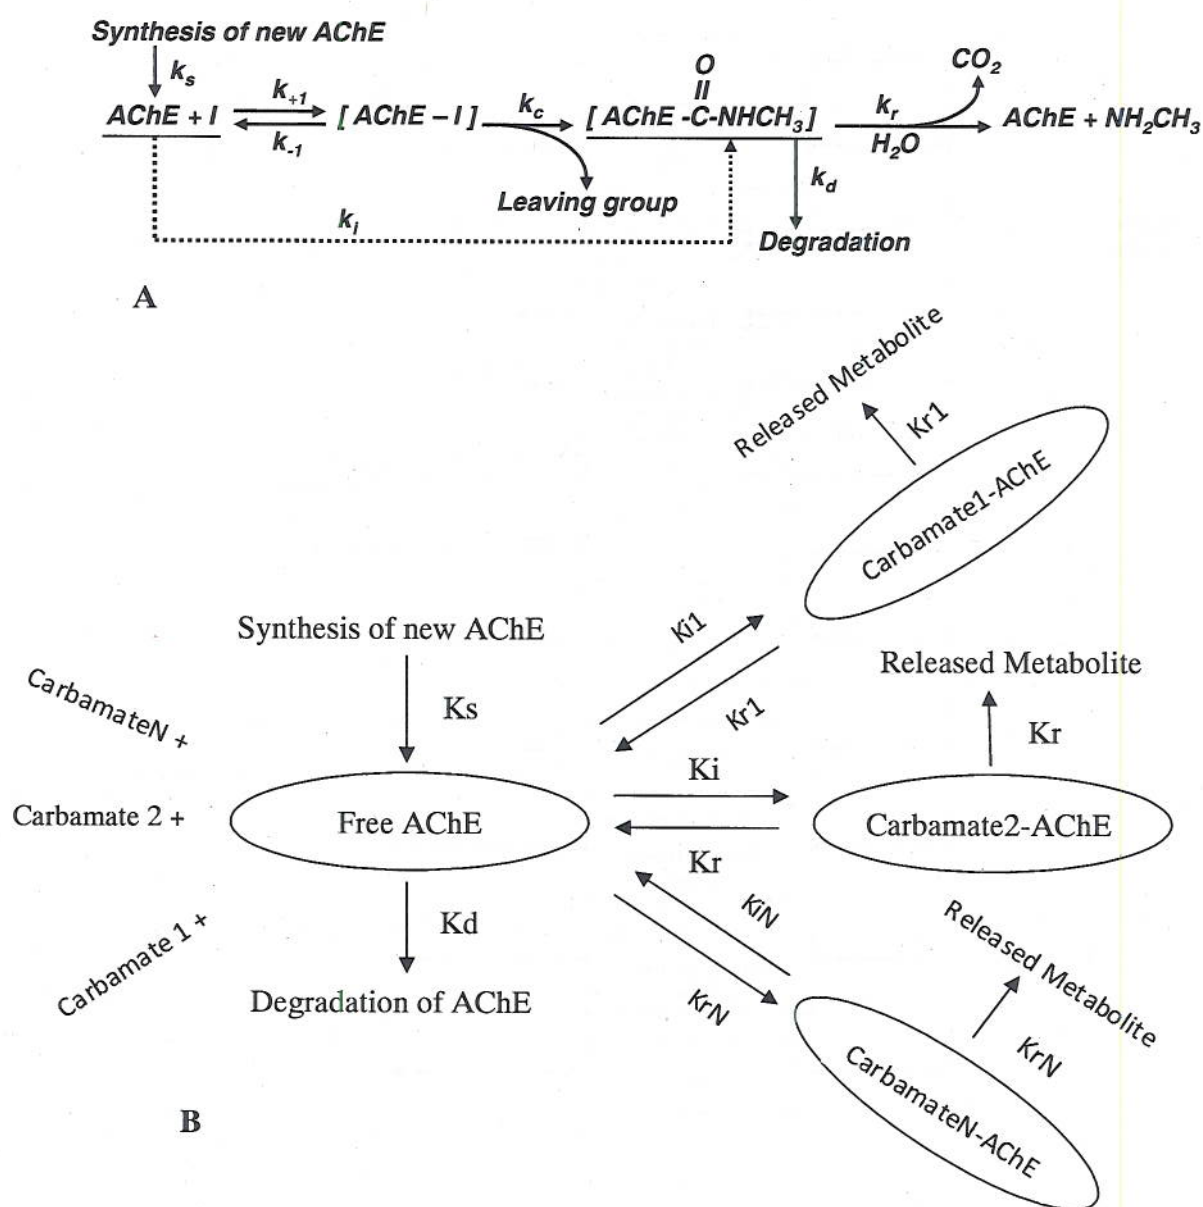 Synthesis of new AChE
ks
AChE + I
k+1
k-1
[ AChE – I ]
kc
Leaving group
O
||
[ AChE -C-NHCH3]
kr
H2O
CO2
AChE + NH2CH3
ki
kd
Degradation
A
Released Metabolite
Kr1
Carbamate1-AChE
Synthesis of new AChE
Ks
Ki1
Kr1
Released Metabolite
Kr
CarbamateN +
Carbamate 2 +
Carbamate 1 +
Free AChE
Ki
Kr
Carbamate2-AChE
Kd
Degradation of AChE
KiN
KrN
Released Metabolite
KrN
CarbamateN-AChE
B